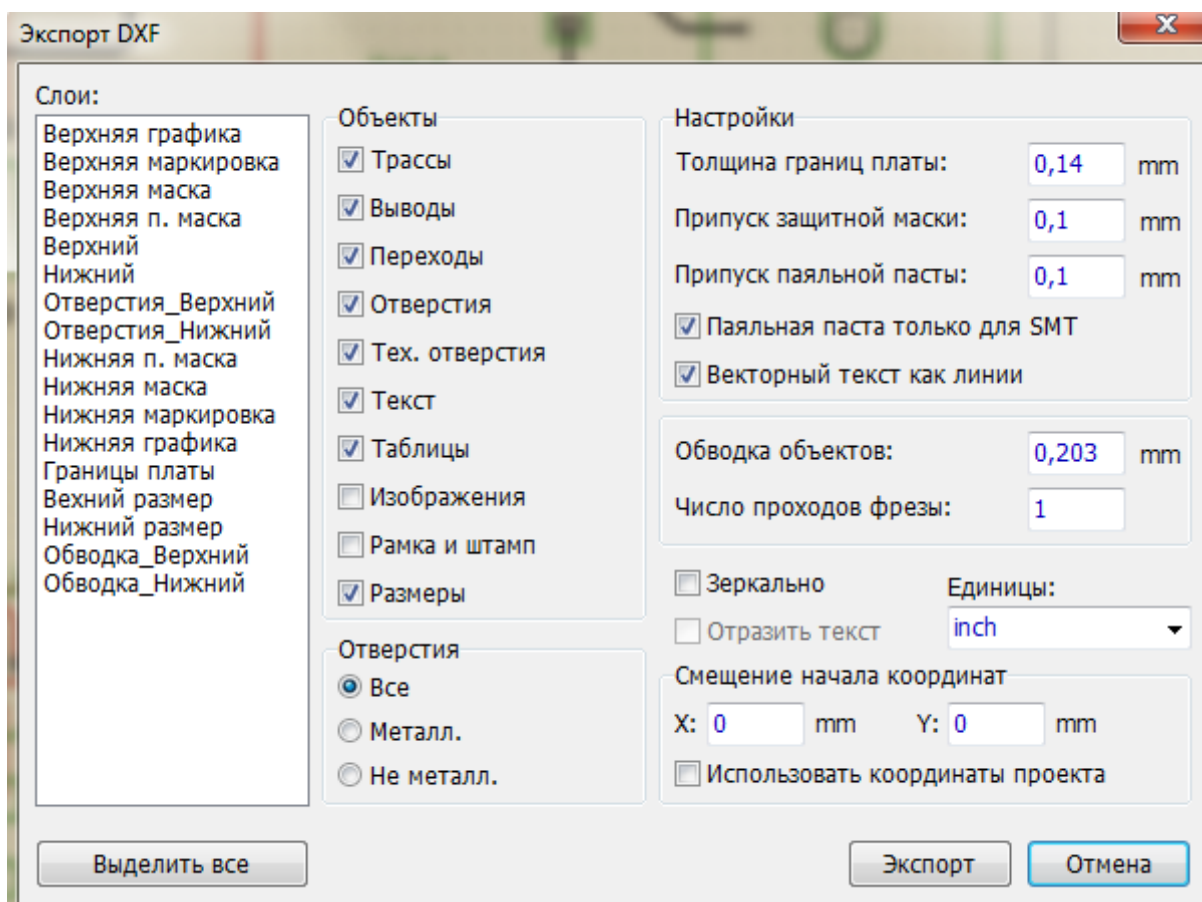 Экспорт DXF
Слои:
Верхняя графика
Верхняя маркировка
Верхняя маска
Верхняя п. маска
Верхний
Нижний
Отверстия_Верхний
Отверстия_Нижний
Нижняя п. маска
Нижняя маска
Нижняя маркировка
Нижняя графика
Границы платы
Вехний размер
Нижний размер
Обводка_Верхний
Обводка_Нижний
Выделить все
Объекты
Трассы
Выводы
Переходы
Отверстия
Тех. отверстия
Текст
Таблицы
Изображения
Рамка и штамп
Размеры
Отверстия
Все
Металл.
Не металл.
Настройки
Толщина границ платы: 0,14 mm
Припуск защитной маски: 0,1 mm
Припуск паяльной пасты: 0,1 mm
Паяльная паста только для SMT
Векторный текст как линии
Обводка объектов: 0,203 mm
Число проходов фрезы: 1
Зеркально
Отразить текст
Единицы:
inch
Смещение начала координат
X: 0 mm Y: 0 mm
Использовать координаты проекта
Экспорт
Отмена